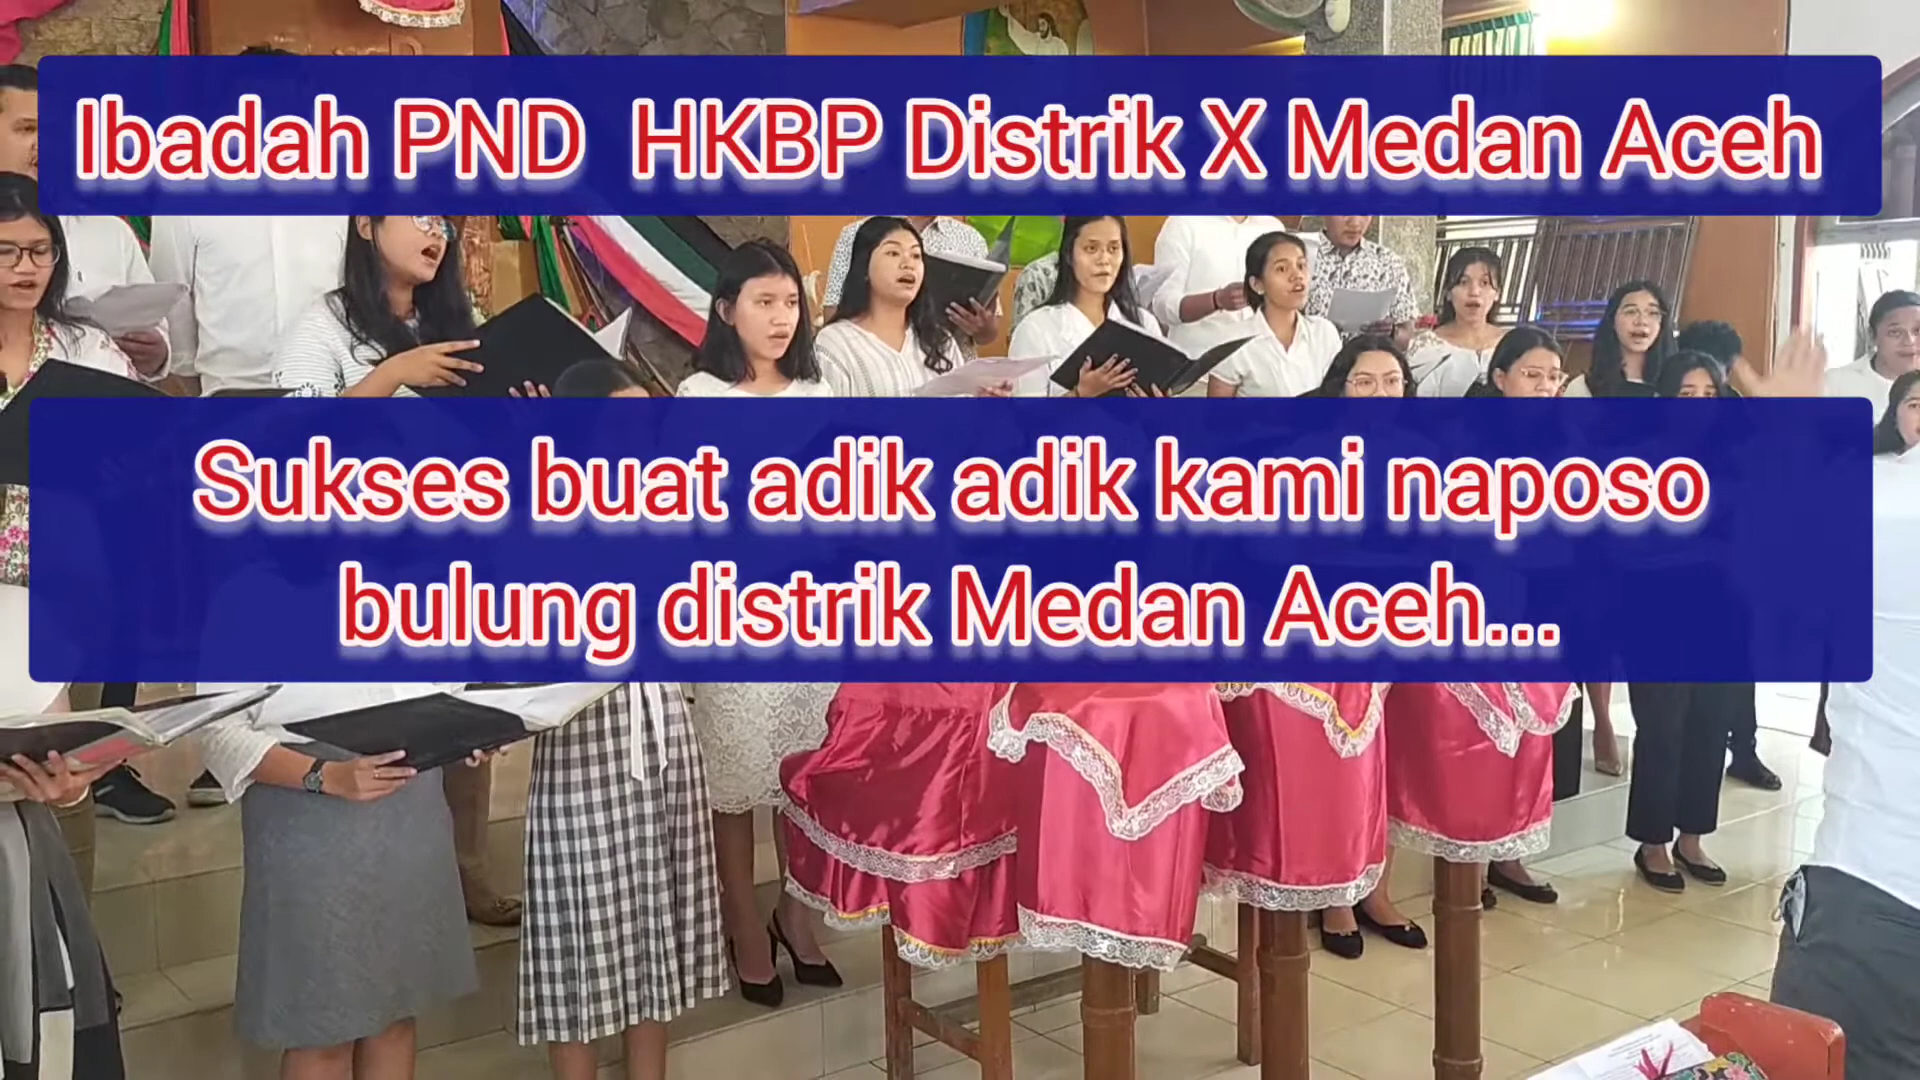 Ibadah PND HKBP Distrik X Medan Aceh
Sukses buat adik adik kami naposo
bulung distrik Medan Aceh...